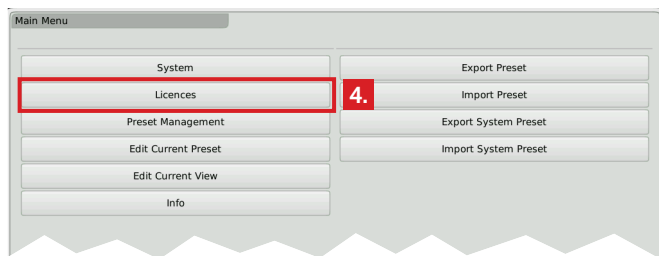 Main Menu
System
Licences
4.
Preset Management
Edit Current Preset
Edit Current View
Info
Export Preset
Import Preset
Export System Preset
Import System Preset